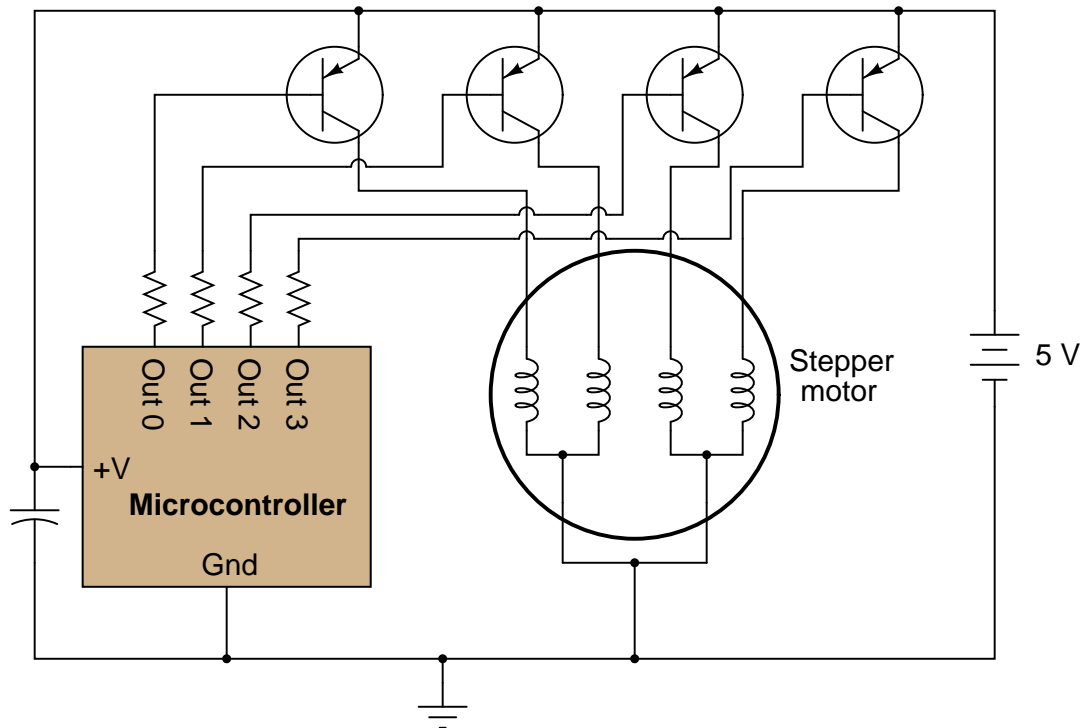 Out 0
Out 1
Out 2
Out 3
Stepper
motor
5 V
+V
Microcontroller
Gnd